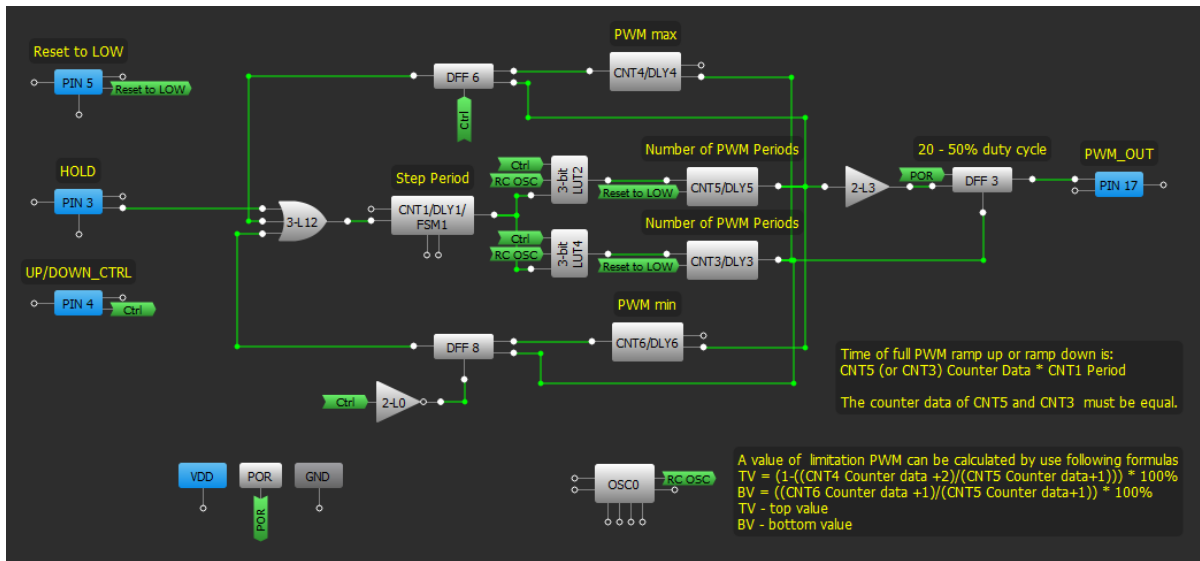 PWM max
Reset to LOW
PIN 5
Reset to LOW
DFF 6
CNT4/DLY4
Ctrl
HOLD
PIN 3
3-L12
Step Period
CNT1/DLY1/
FSM1
Ctrl
RC OSC
3-bit
LUT2
Number of PWM Periods
Reset to LOW
CNT5/DLY5
Ctrl
RC OSC
3-bit
LUT4
Number of PWM Periods
Reset to LOW
CNT3/DLY3
2-L3
20 - 50% duty cycle
POR
DFF 3
PWM_OUT
PIN 17
UP/DOWN_CTRL
PIN 4
Ctrl
PWM min
DFF 8
CNT6/DLY6
Ctrl
2-L0
Time of full PWM ramp up or ramp down is:
CNT5 (or CNT3) Counter Data * CNT1 Period
The counter data of CNT5 and CNT3 must be equal.
VDD
POR
GND
POR
OSC0
RC OSC
A value of limitation PWM can be calculated by use following formulas
TV = (1-((CNT4 Counter data +2)/(CNT5 Counter data+1))) * 100%
BV = ((CNT6 Counter data +1)/(CNT5 Counter data+1)) * 100%
TV - top value
BV - bottom value